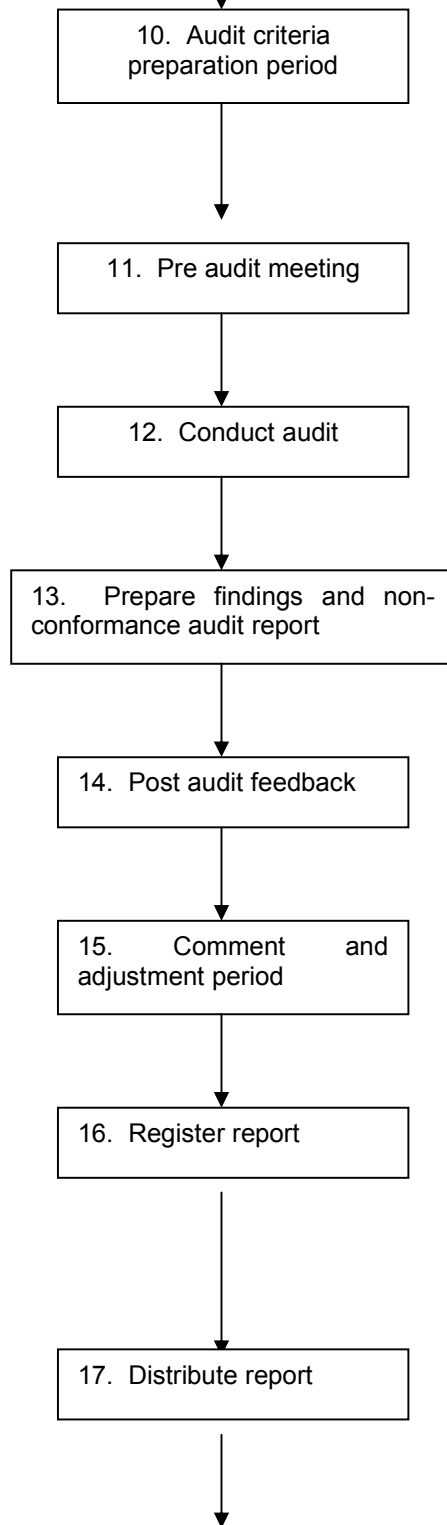 10. Audit criteria
preparation period
11. Pre audit meeting
12. Conduct audit
13. Prepare findings and non-
conformance audit report
14. Post audit feedback
15. Comment and
adjustment period
16. Register report
17. Distribute report